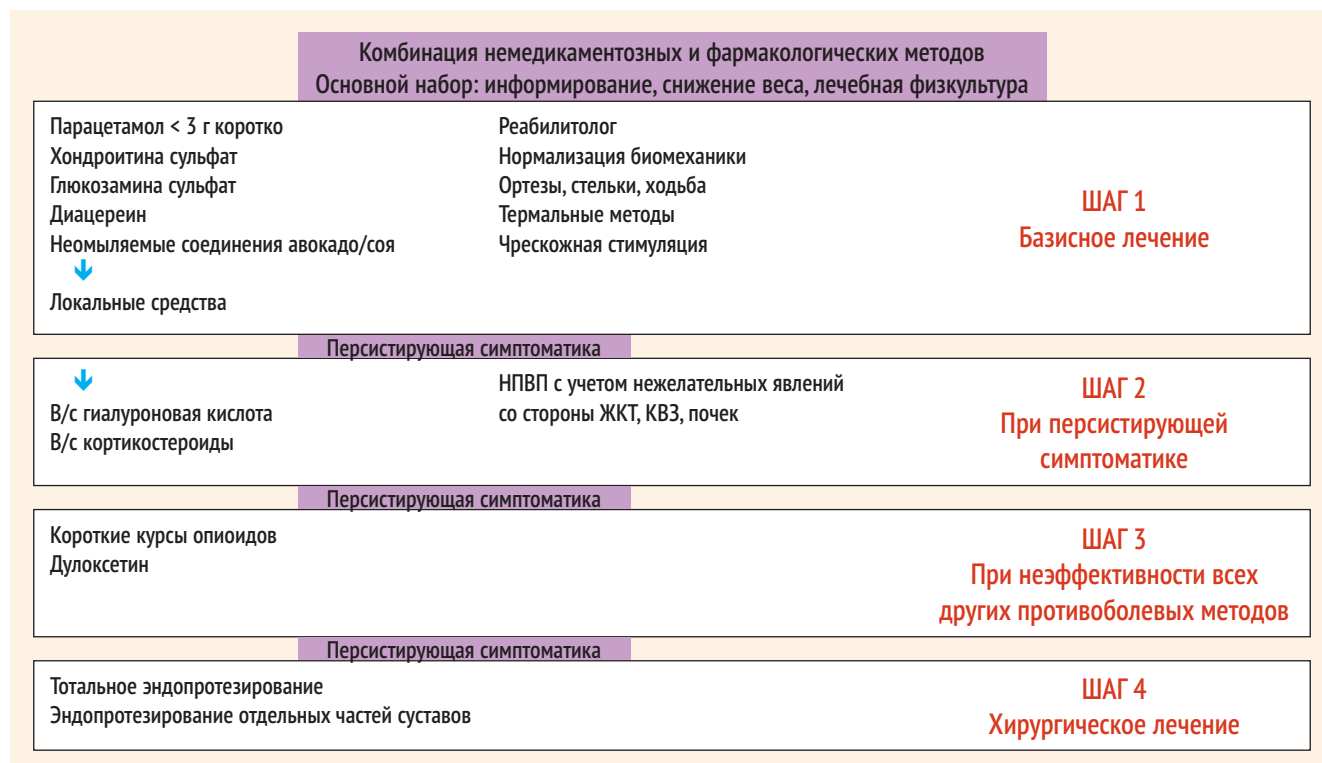 Комбинация немедикаментозных и фармакологических методов
Основной набор: информирование, снижение веса, лечебная физкультура
Парацетамол < 3 г коротко
Хондроитина сульфат
Глюкозамина сульфат
Диацереин
Неомыляемые соединения авокадо/соя
Локальные средства
Реабилитолог
Нормализация биомеханики
Ортезы, стельки, ходьба
Термальные методы
Чрескожная стимуляция
ШАГ 1
Базисное лечение
Персистирующая симптоматика
В/с гиалуроновая кислота
В/с кортикостероиды
НПВП с учетом нежелательных явлений
со стороны ЖКТ, КВЗ, почек
ШАГ 2
При персистирующей
симптоматике
Персистирующая симптоматика
Короткие курсы опиоидов
Дулоксетин
ШАГ 3
При неэффективности всех
других противоболевых методов
Персистирующая симптоматика
Тотальное эндопротезирование
Эндопротезирование отдельных частей суставов
ШАГ 4
Хирургическое лечение